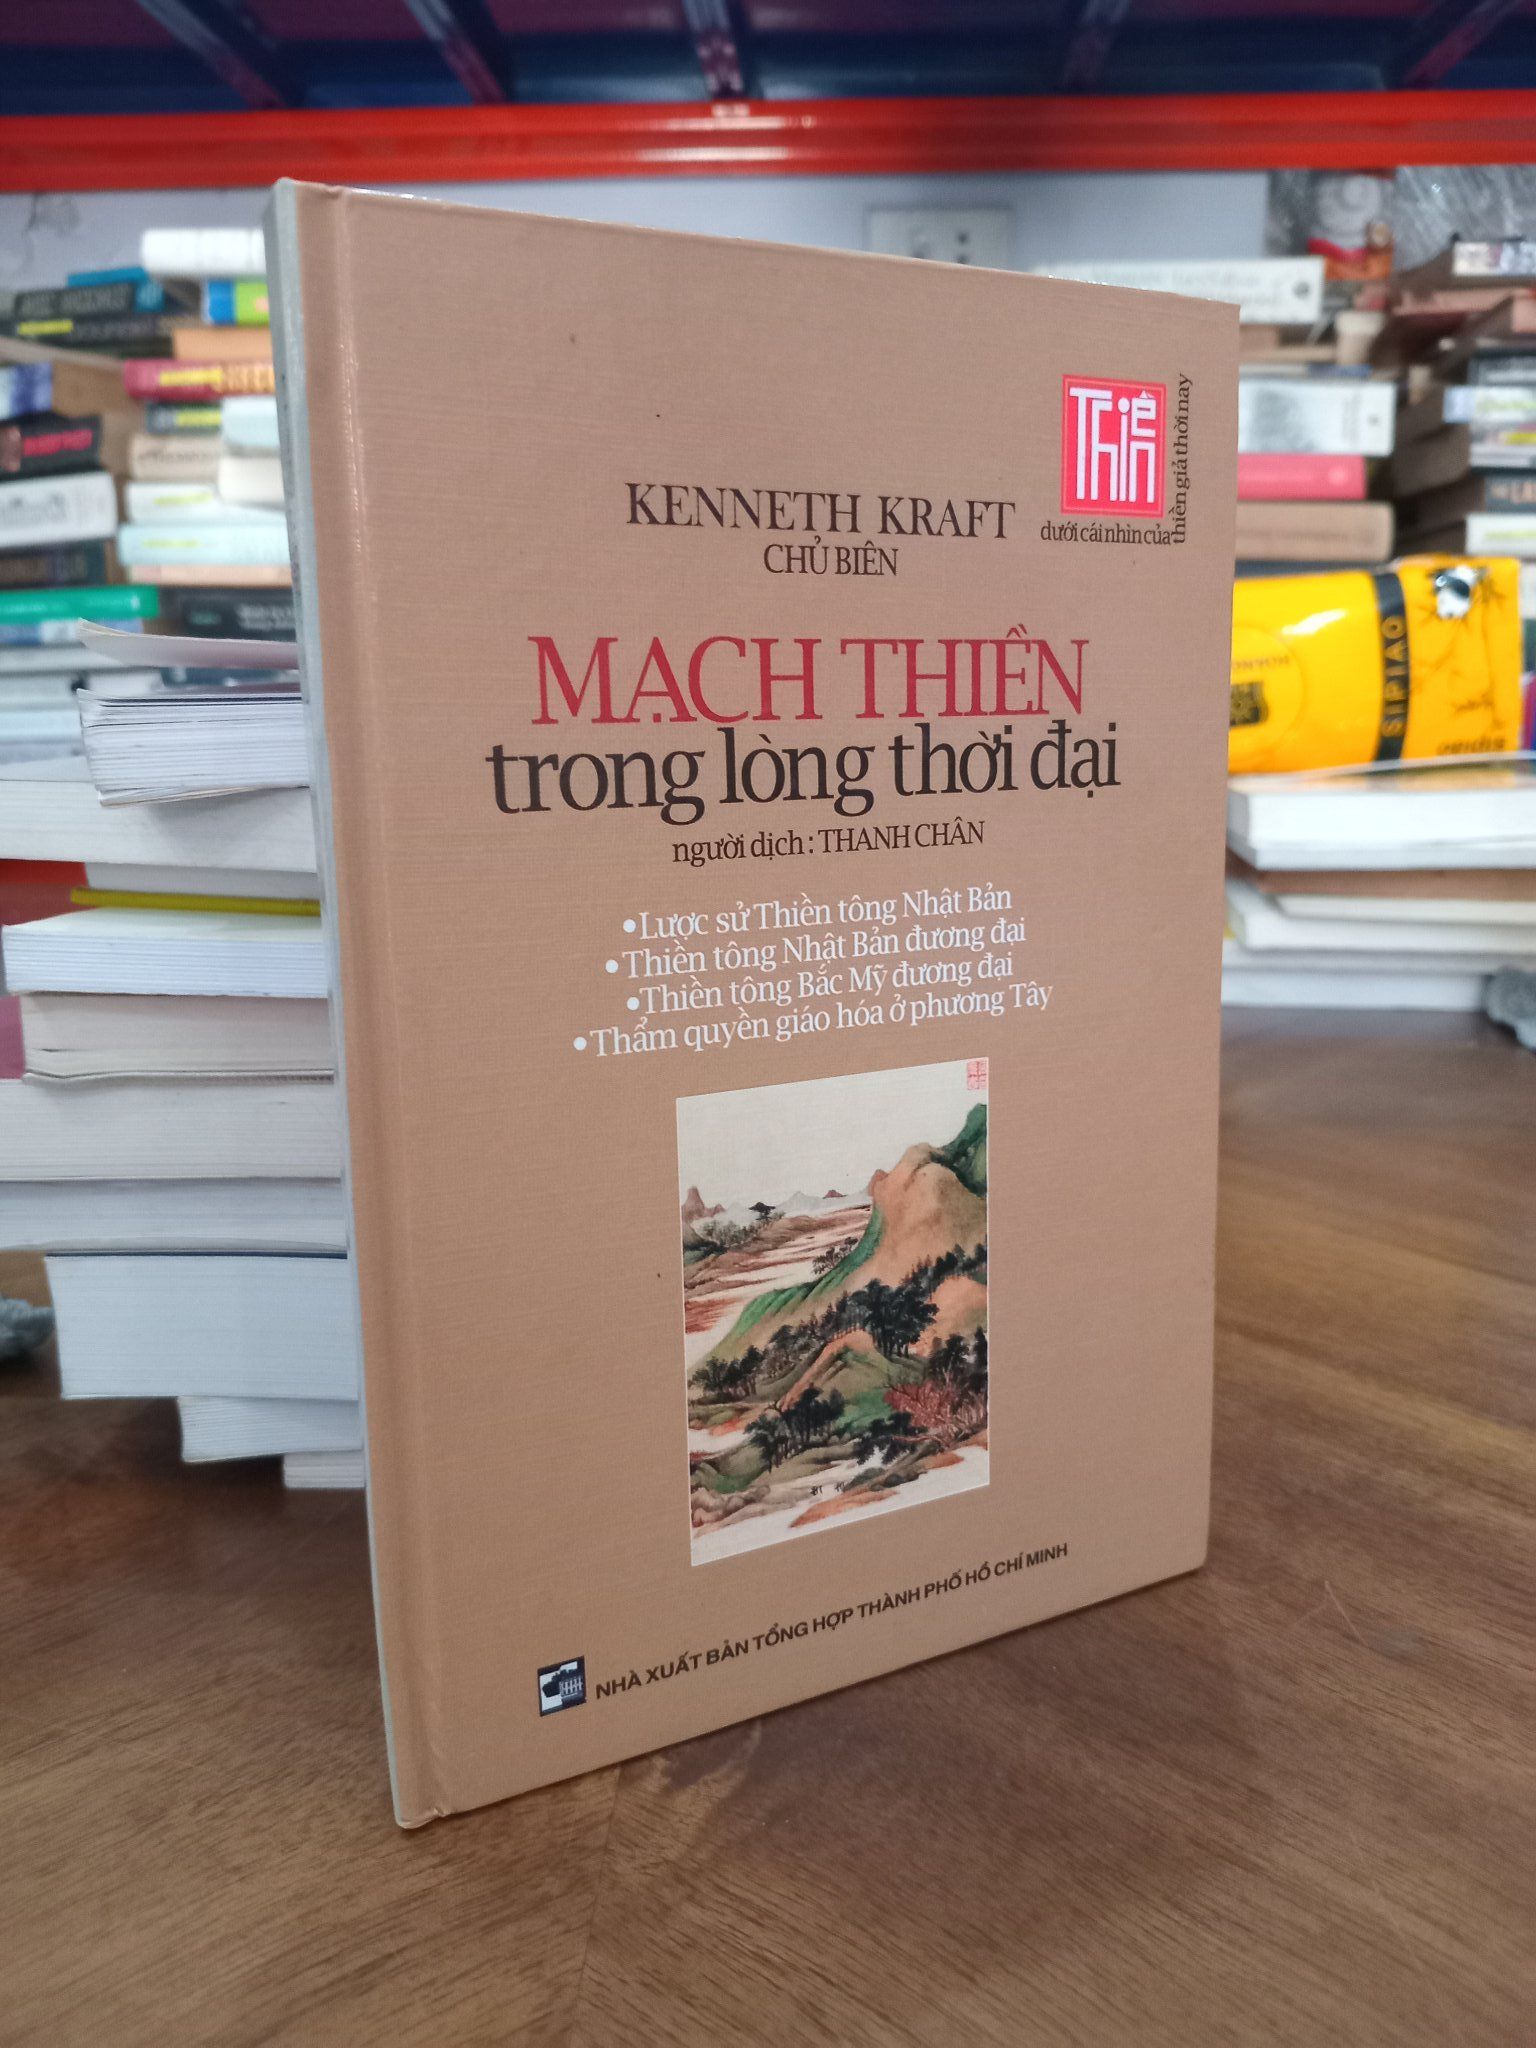 Thiền
dưới cái nhìn của
thiền giả thời nay
KENNETH KRAFT
CHỦ BIÊN
MẠCH THIỀN
trong lòng thời đại
người dịch : THANH CHÂN
•Lược sử Thiền tông Nhật Bản
•Thiền tông Nhật Bản đương đại
•Thiền tông Bắc Mỹ đương đại
•Thẩm quyền giáo hóa ở phương Tây
NHÀ XUẤT BẢN TỔNG HỢP THÀNH PHỐ HỒ CHÍ MINH
SIPIAO